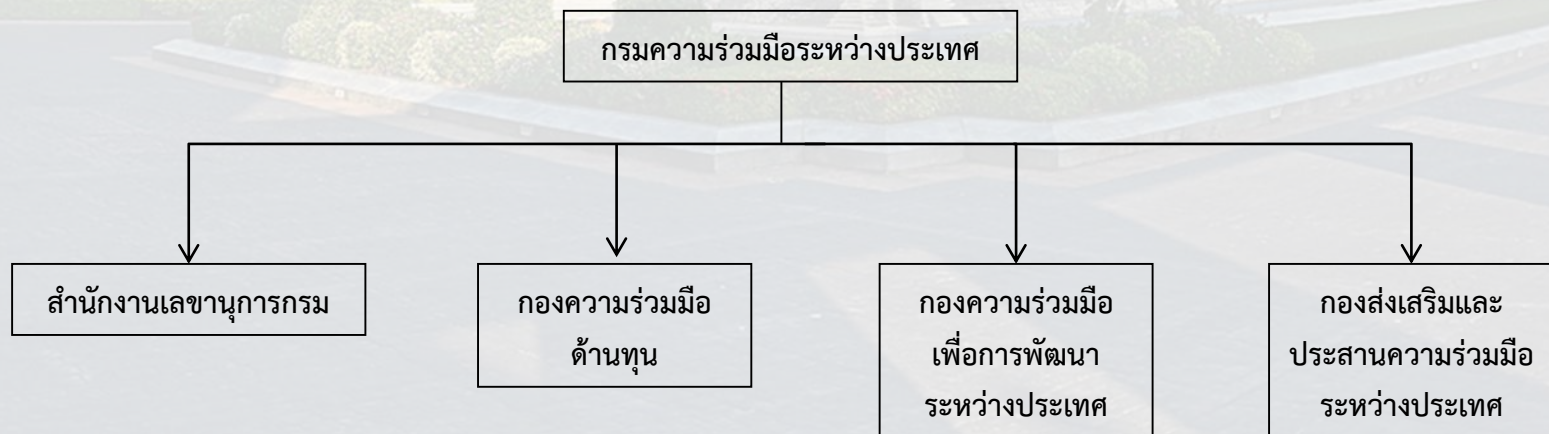 กรมความร่วมมือระหว่างประเทศ
สำนักงานเลขานุการกรม
กองความร่วมมือ
ด้านทุน
กองความร่วมมือ
เพื่อการพัฒนา
ระหว่างประเทศ
กองส่งเสริมและ
ประสานความร่วมมือ
ระหว่างประเทศ